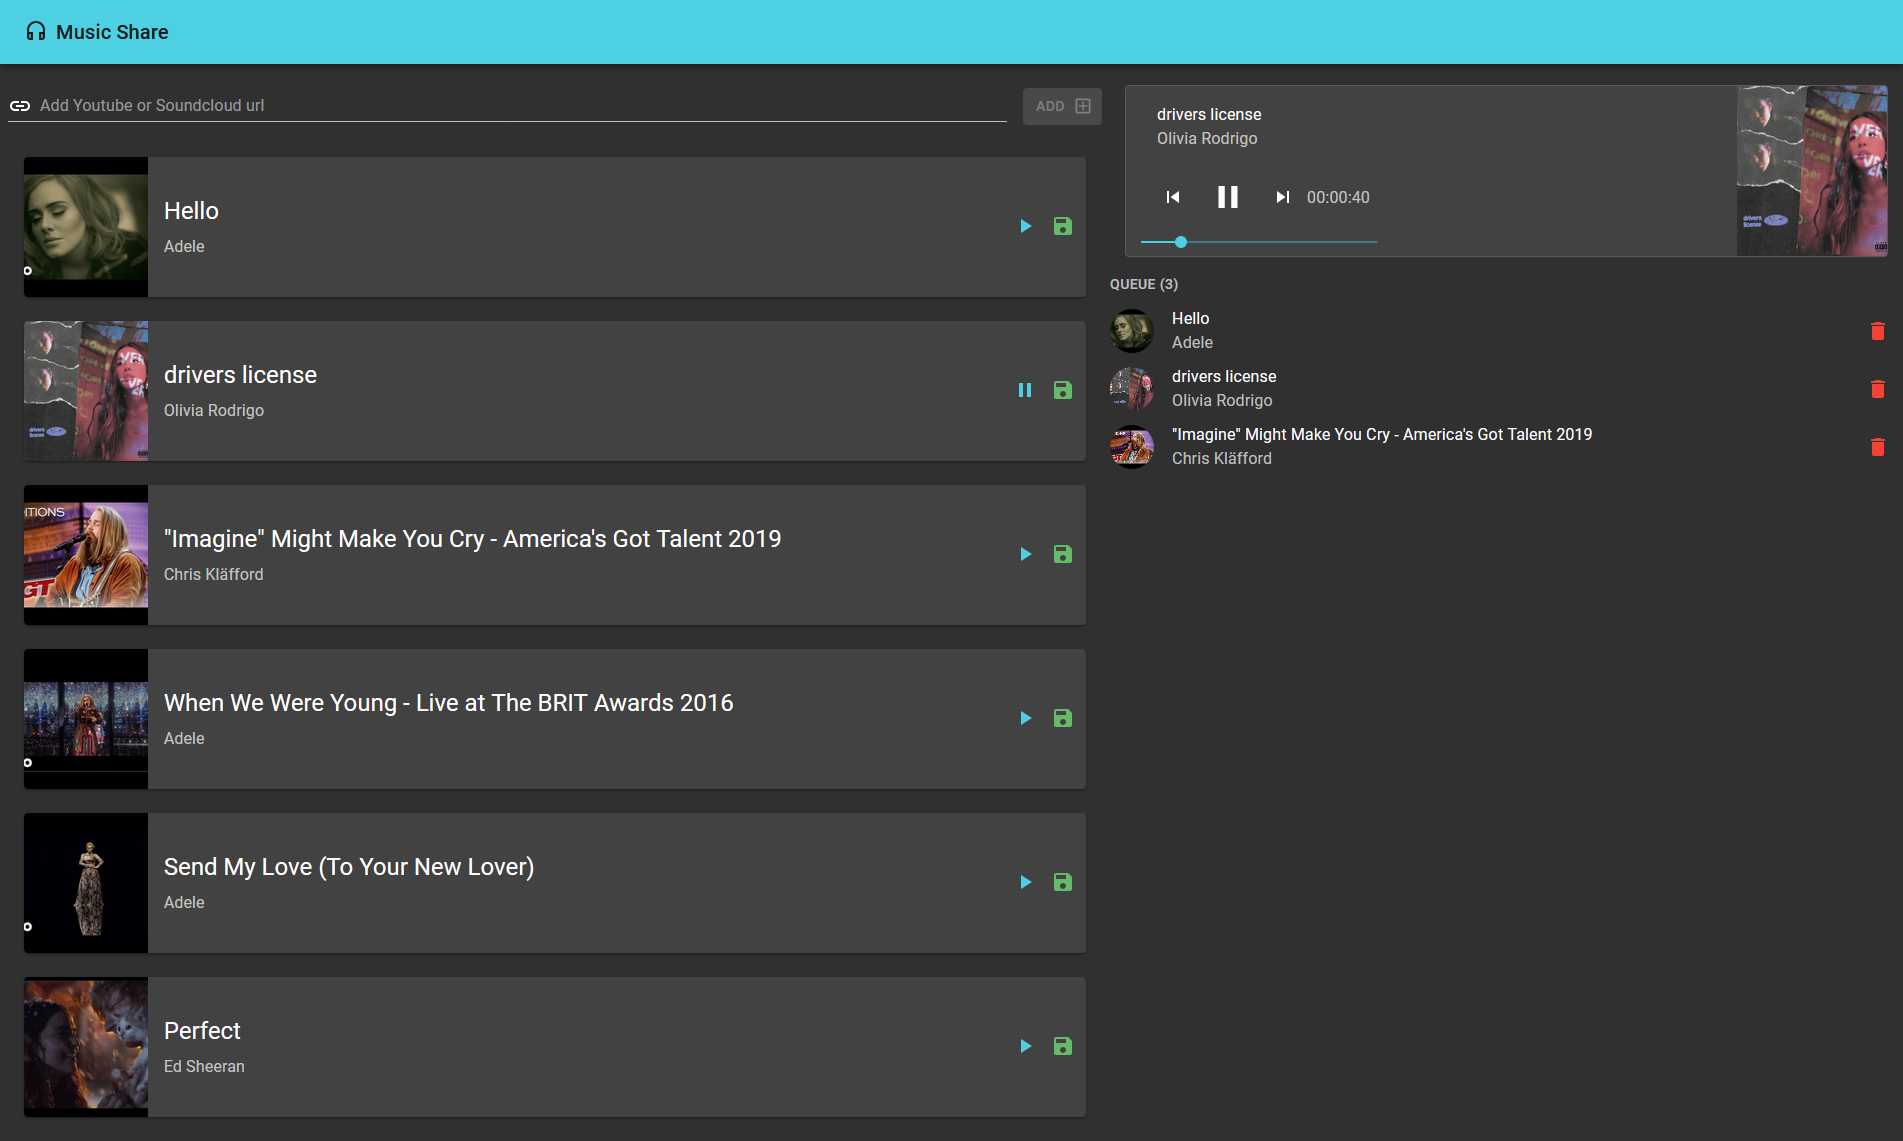 Music Share
Add Youtube or Soundcloud url
ADD
Hello
Adele
drivers license
Olivia Rodrigo
ITIONS
GT
"Imagine" Might Make You Cry - America's Got Talent 2019
Chris Kläfford
When We Were Young - Live at The BRIT Awards 2016
Adele
Send My Love (To Your New Lover)
Adele
Perfect
Ed Sheeran
drivers license
Olivia Rodrigo
00:00:40
drivers
license
QUEUE (3)
Hello
Adele
drivers license
Olivia Rodrigo
"Imagine" Might Make You Cry - America's Got Talent 2019
Chris Kläfford